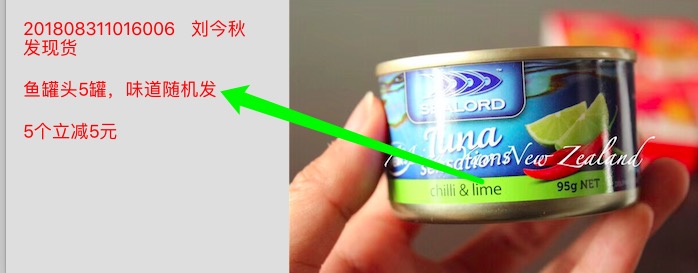 201808311016006 刘今秋
发现货
鱼罐头5罐，味道随机发
5个立减5元
SEALORD
Tuna
Sensations
New Zealand
chilli & lime
95g NET